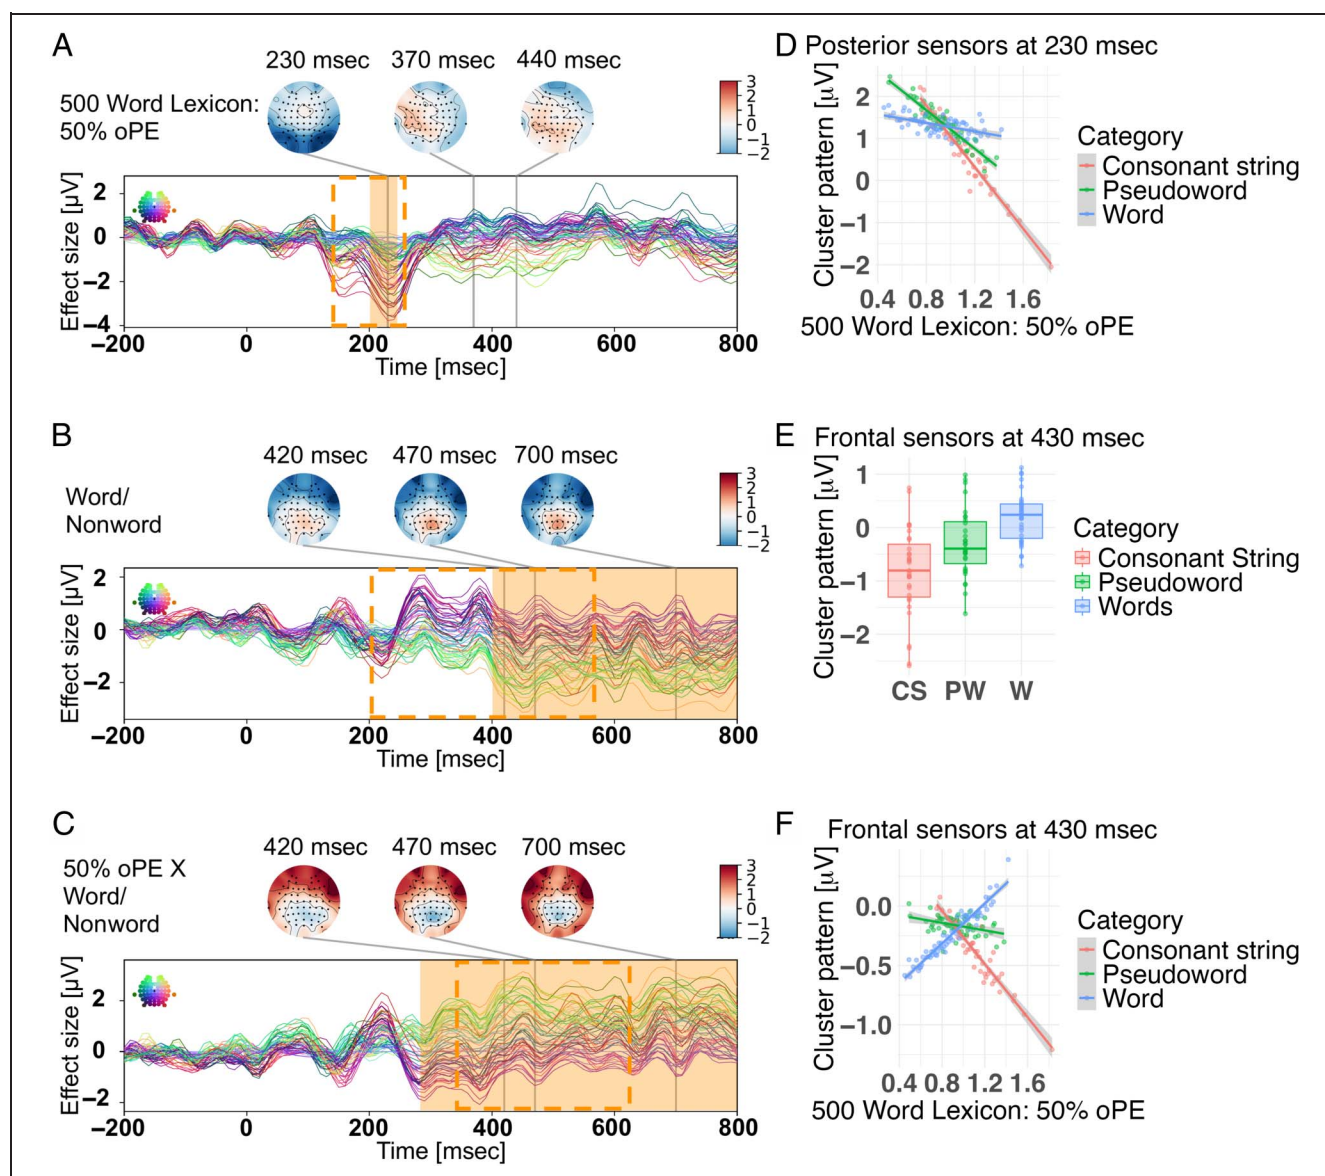 A
230 msec 370 msec 440 msec
500 Word Lexicon:
50% oPE
3
2
1
0
−1
−2
Effect size [µV]
2
0
−2
−4
−200 0 200 400 600 800
Time [msec]
D Posterior sensors at 230 msec
Cluster pattern [µV]
2
1
0
−1
−2
0.4 0.8 1.2 1.6
500 Word Lexicon: 50% oPE
Category
Consonant string
Pseudoword
Word
B
420 msec 470 msec 700 msec
Word/
Nonword
3
2
1
0
−1
−2
Effect size [µV]
2
0
−2
−200 0 200 400 600 800
Time [msec]
E Frontal sensors at 430 msec
Cluster pattern [µV]
1
0
−1
−2
CS PW W
Category
Consonant String
Pseudoword
Words
C
420 msec 470 msec 700 msec
50% oPE X
Word/
Nonword
3
2
1
0
−1
−2
Effect size [µV]
2
0
−2
−200 0 200 400 600 800
Time [msec]
F Frontal sensors at 430 msec
Cluster pattern [µV]
0.0
−0.5
−1.0
0.4 0.8 1.2 1.6
500 Word Lexicon: 50% oPE
Category
Consonant string
Pseudoword
Word